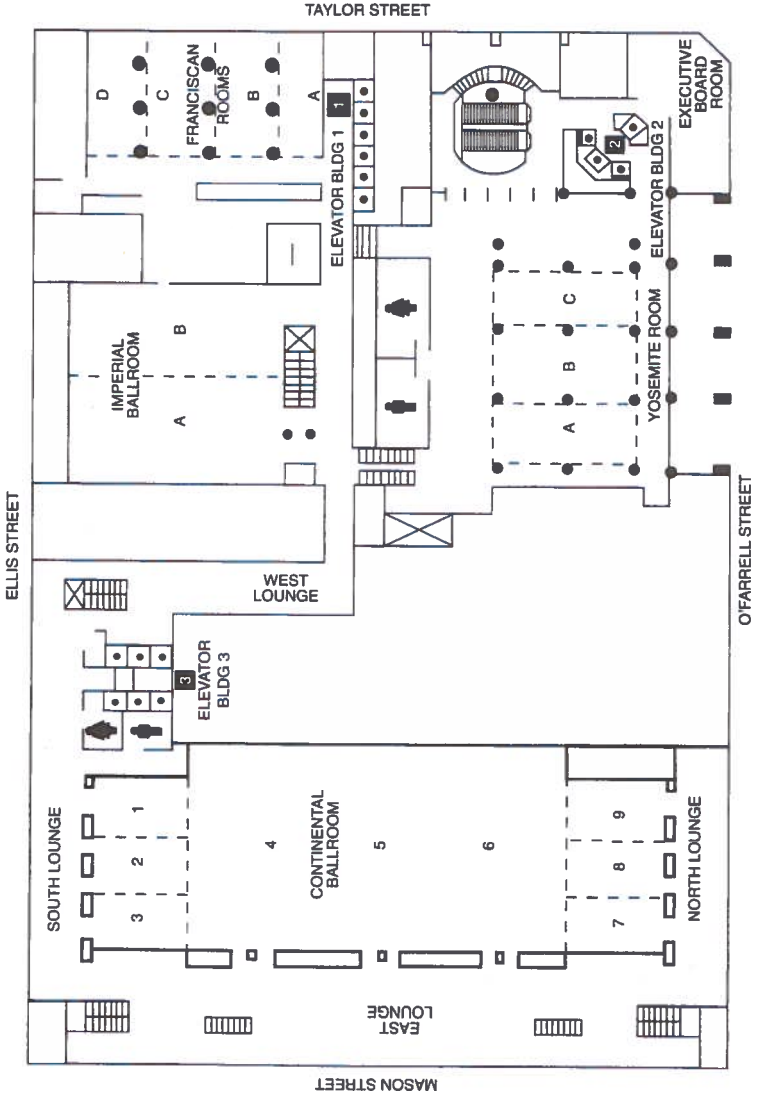 TAYLOR STREET
D
C
FRANCISCAN
ROOMS
B
A
1
ELEVATOR BLDG 1
EXECUTIVE
BOARD
ROOM
2
ELEVATOR BLDG 2
IMPERIAL
BALLROOM
B
A
C
B
A
YOSEMITE ROOM
ELLIS STREET
O'FARRELL STREET
WEST
LOUNGE
3
ELEVATOR
BLDG 3
SOUTH LOUNGE
1
2
3
4
5
6
CONTINENTAL
BALLROOM
9
8
7
NORTH LOUNGE
EAST
LOUNGE
MASON STREET